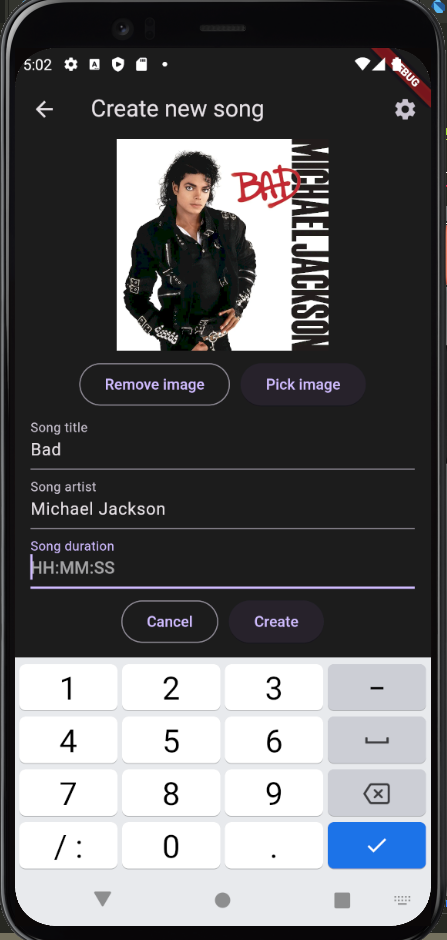 5:02
DEBUG
Create new song
BAD
MICHAEL JACKSON
Remove image
Pick image
Song title
Bad
Song artist
Michael Jackson
Song duration
HH:MM:SS
Cancel
Create
1 2 3 -
4 5 6
7 8 9
/ : 0 .